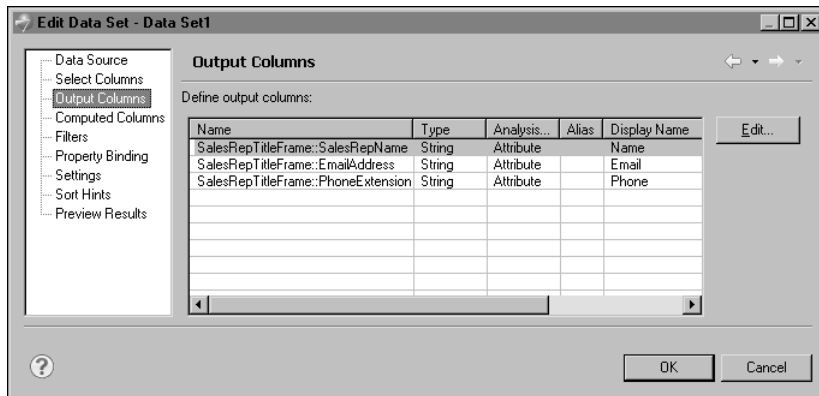 Edit Data Set - Data Set1
Data Source
Select Columns
Output Columns
Computed Columns
Filters
Property Binding
Settings
Sort Hints
Preview Results
Output Columns
Define output columns:
Name Type Analysis... Alias Display Name
SalesRepTitleFrame::SalesRepName String Attribute Name
SalesRepTitleFrame::EmailAddress String Attribute Email
SalesRepTitleFrame::PhoneExtension String Attribute Phone
Edit...
?
OK Cancel